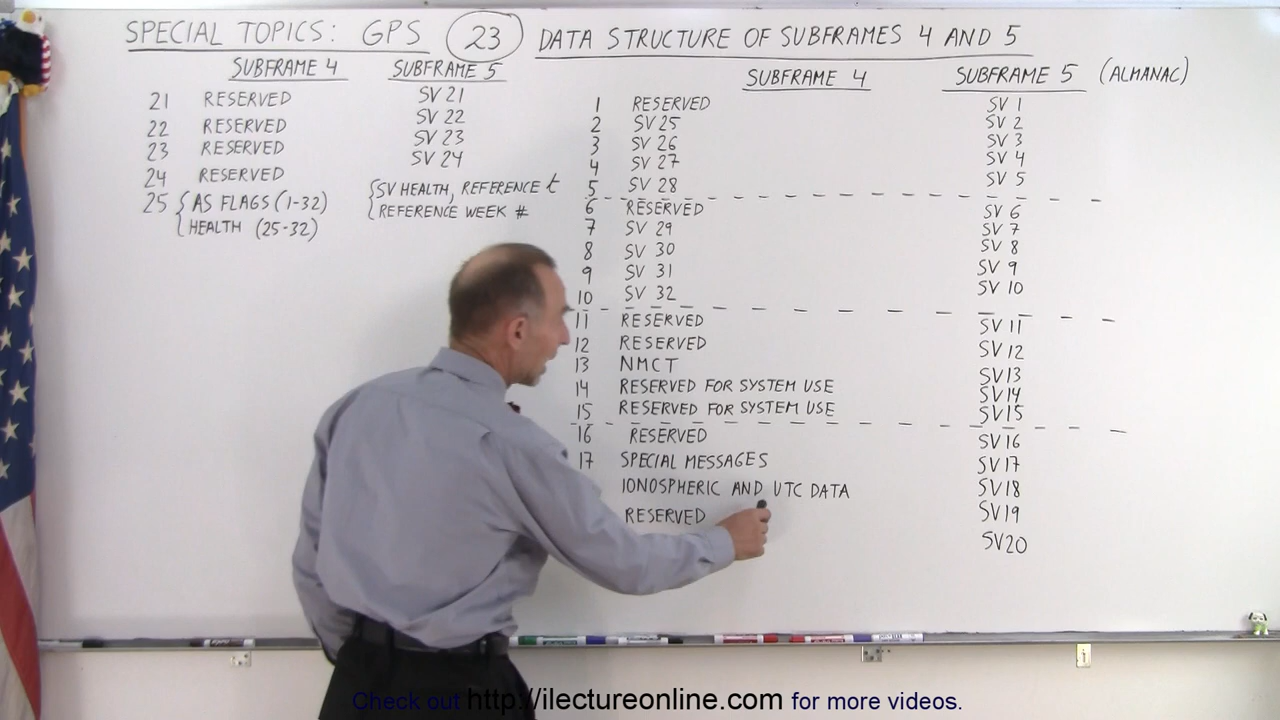 SPECIAL TOPICS: GPS 23 DATA STRUCTURE OF SUBFRAMES 4 AND 5
SUBFRAME 4 SUBFRAME 5
21 RESERVED SV 21
22 RESERVED SV 22
23 RESERVED SV 23
24 RESERVED SV 24
25 { AS FLAGS (1-32) { SV HEALTH, REFERENCE t
HEALTH (25-32) REFERENCE WEEK #
SUBFRAME 4 SUBFRAME 5 (ALMANAC)
1 RESERVED SV 1
2 SV 25 SV 2
3 SV 26 SV 3
4 SV 27 SV 4
5 SV 28 SV 5
6 RESERVED SV 6
7 SV 29 SV 7
8 SV 30 SV 8
9 SV 31 SV 9
10 SV 32 SV 10
11 RESERVED SV 11
12 RESERVED SV 12
13 NMCT SV 13
14 RESERVED FOR SYSTEM USE SV 14
15 RESERVED FOR SYSTEM USE SV 15
16 RESERVED SV 16
17 SPECIAL MESSAGES SV 17
IONOSPHERIC AND UTC DATA SV 18
RESERVED SV 19
SV 20
Check out http://ilectureonline.com for more videos.